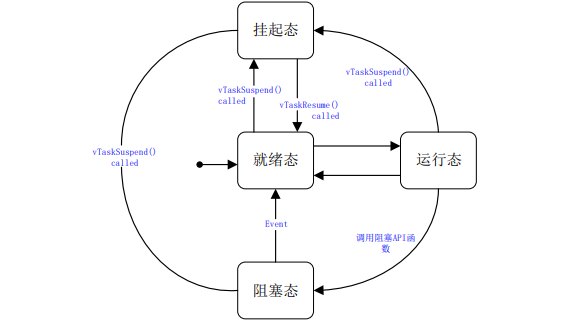 挂起态
vTaskSuspend()
called
vTaskSuspend()
called
vTaskResume()
called
vTaskSuspend()
called
就绪态
运行态
Event
调用阻塞API函
数
阻塞态